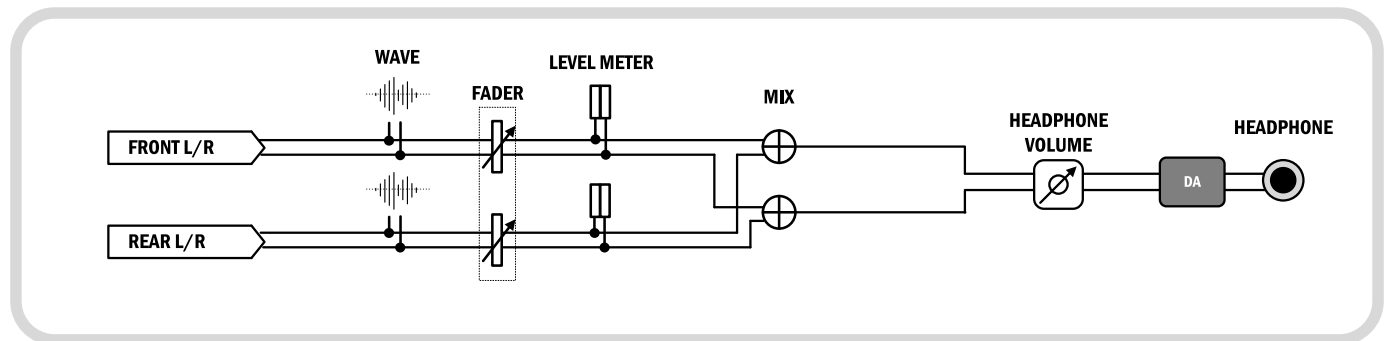 WAVE
LEVEL METER
FADER
MIX
HEADPHONE
VOLUME
HEADPHONE
FRONT L/R
DA
REAR L/R